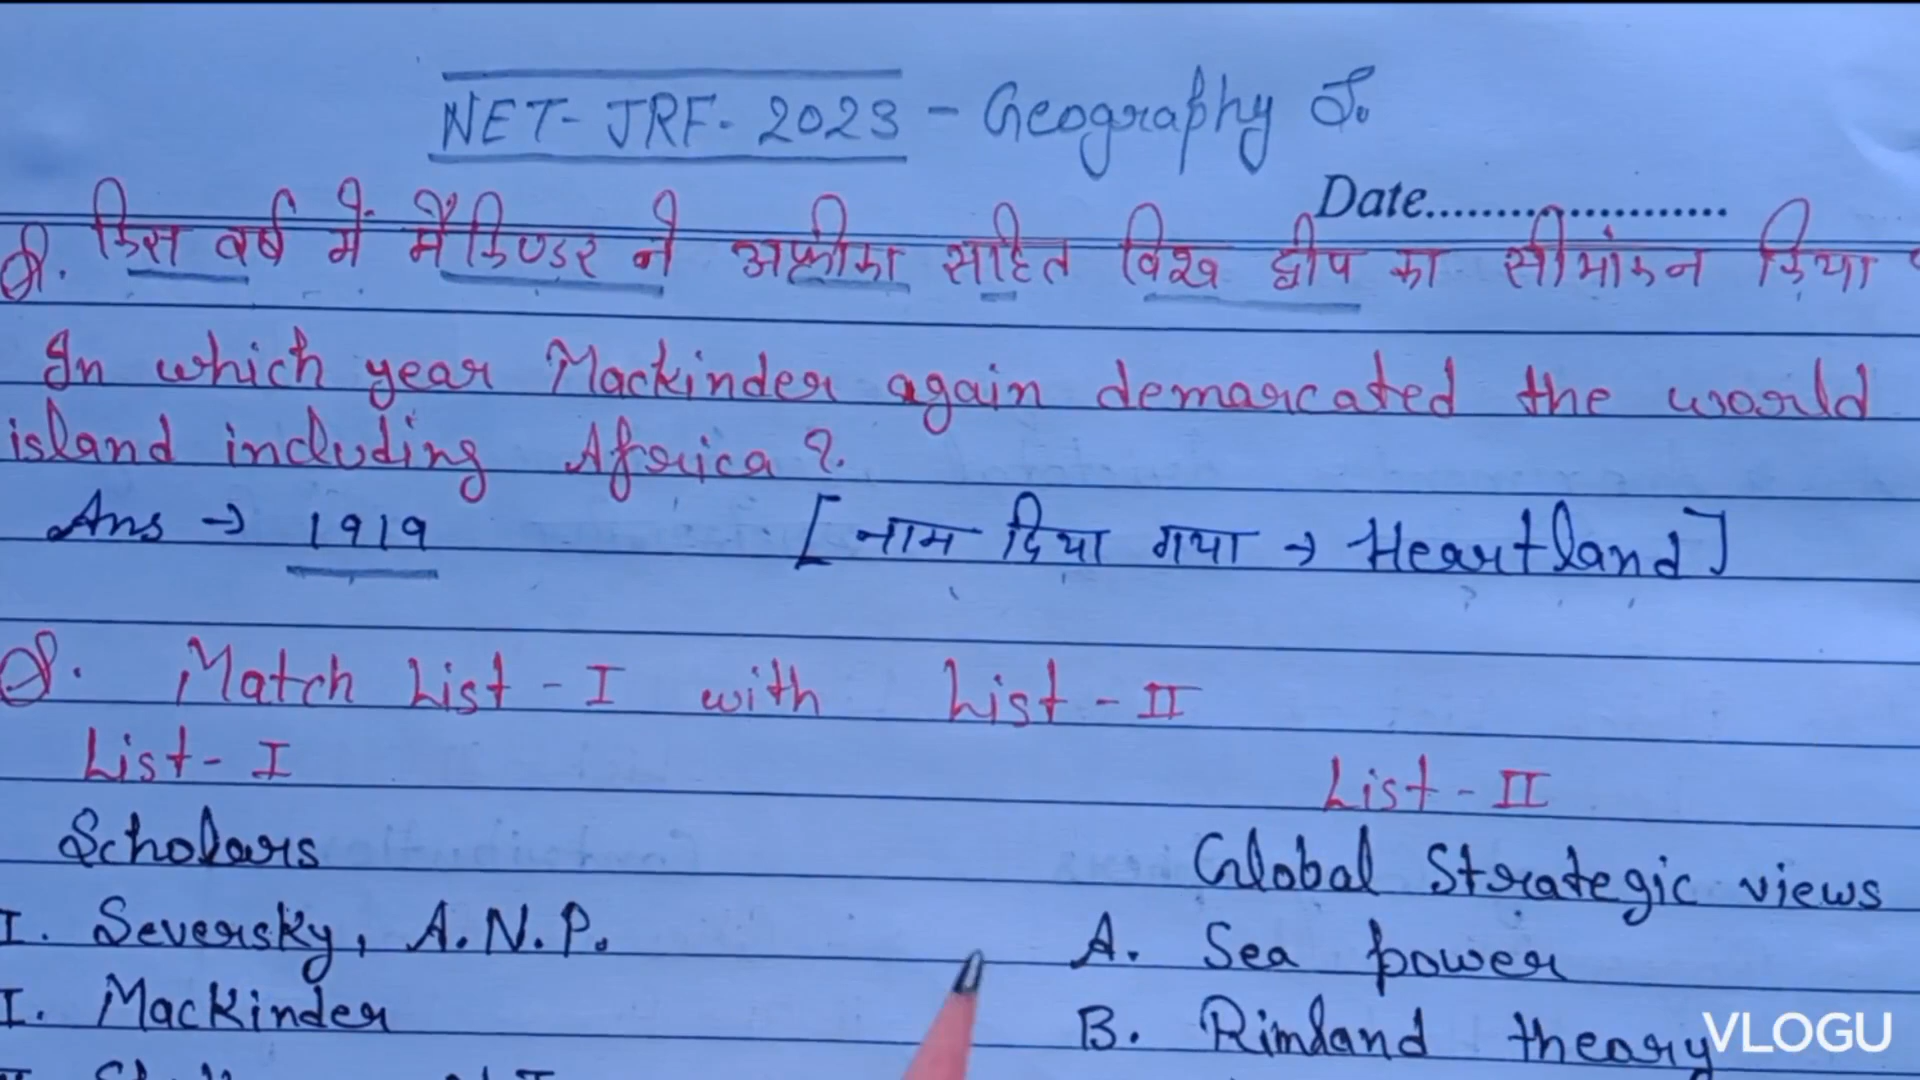 NET-JRF-2023 - Geography
Date
Q. किस वर्ष में मैकिण्डर ने अफ्रीका सहित विश्व द्वीप का सीमांकन किया
In which year Mackinder again demarcated the world
island including Africa ?.
Ans → 1919 [नाम दिया गया → Heartland]
Q. Match List - I with List - II
List - I
List - II
Scholars
Global Strategic views
I. Seversky, A.N.P.
A. Sea power
I. Mackinder
B. Rimland theory
VLOGU